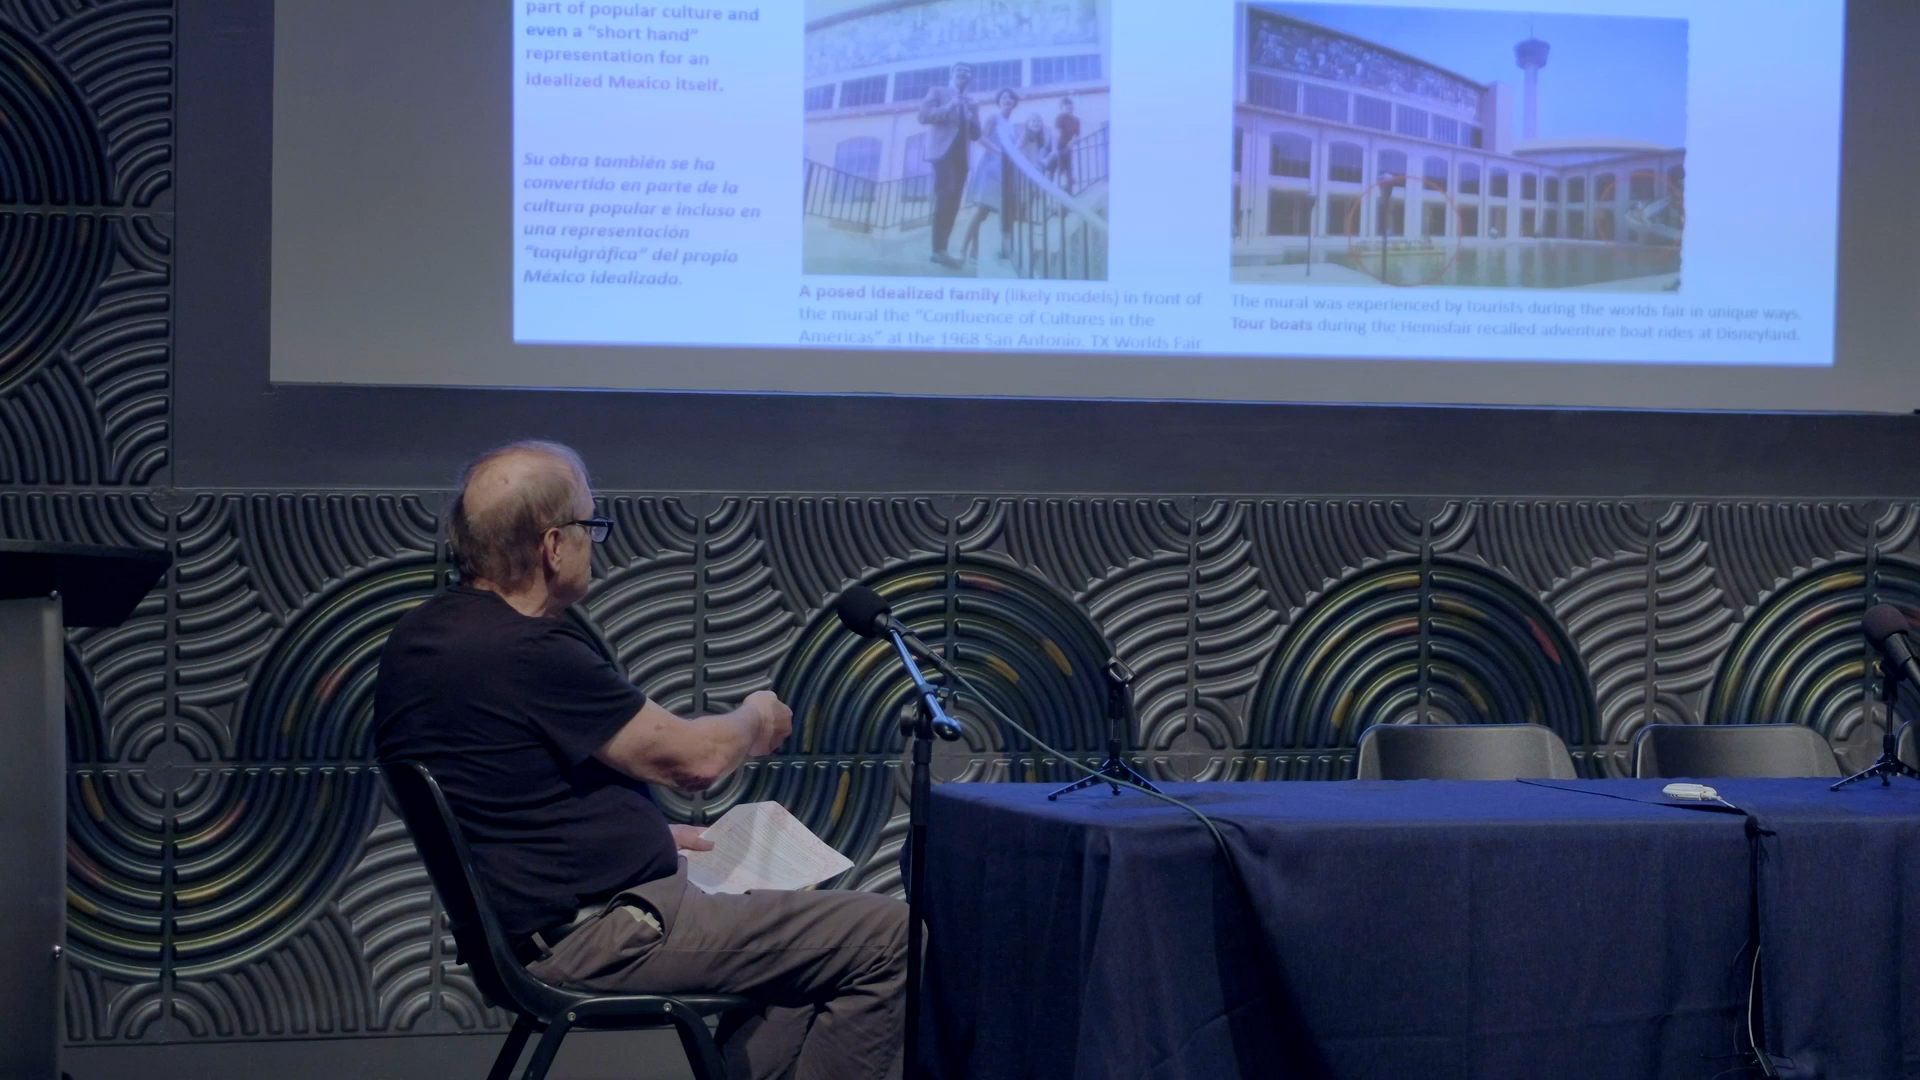 part of popular culture and
even a "short hand"
representation for an
idealized Mexico itself.
Su obra también se ha
convertido en parte de la
cultura popular e incluso en
una representación
"taquigráfica" del propio
México idealizado.
A posed idealized family (likely models) in front of
the mural the "Confluence of Cultures in the
Americas" at the 1968 San Antonio, TX Worlds Fair
The mural was experienced by tourists during the worlds fair in unique ways.
Tour boats during the Hemisfair recalled adventure boat rides at Disneyland.